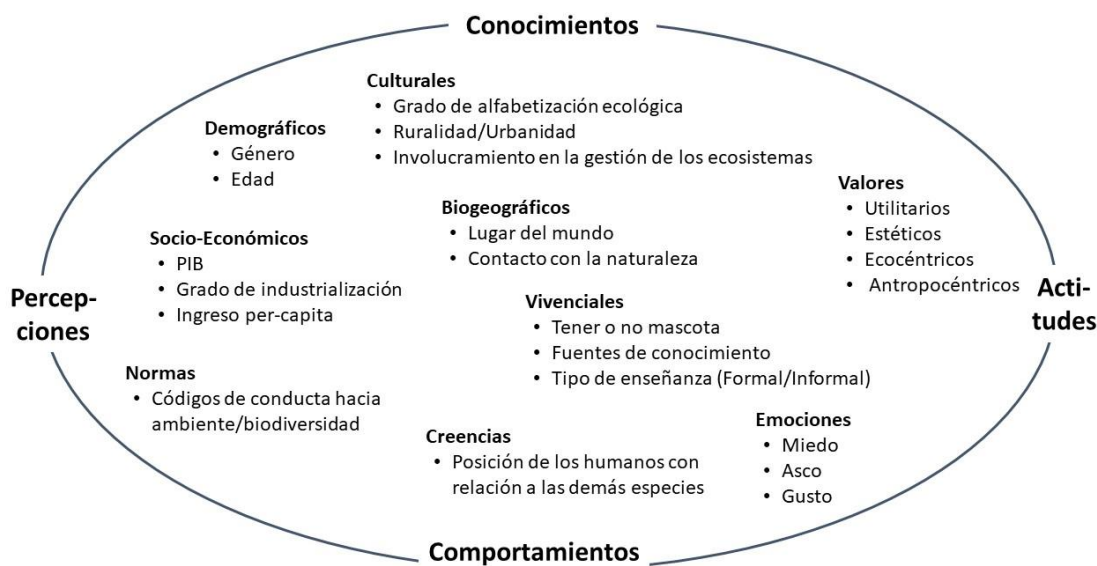 Conocimientos
Culturales
• Grado de alfabetización ecológica
• Ruralidad/Urbanidad
• Involucramiento en la gestión de los ecosistemas
Demográficos
• Género
• Edad
Valores
• Utilitarios
• Estéticos
• Ecocéntricos
• Antropocéntricos
Biogeográficos
• Lugar del mundo
• Contacto con la naturaleza
Socio-Económicos
• PIB
• Grado de industrialización
• Ingreso per-capita
Percep-
ciones
Acti-
tudes
Vivenciales
• Tener o no mascota
• Fuentes de conocimiento
• Tipo de enseñanza (Formal/Informal)
Normas
• Códigos de conducta hacia
ambiente/biodiversidad
Creencias
• Posición de los humanos con
relación a las demás especies
Emociones
• Miedo
• Asco
• Gusto
Comportamientos